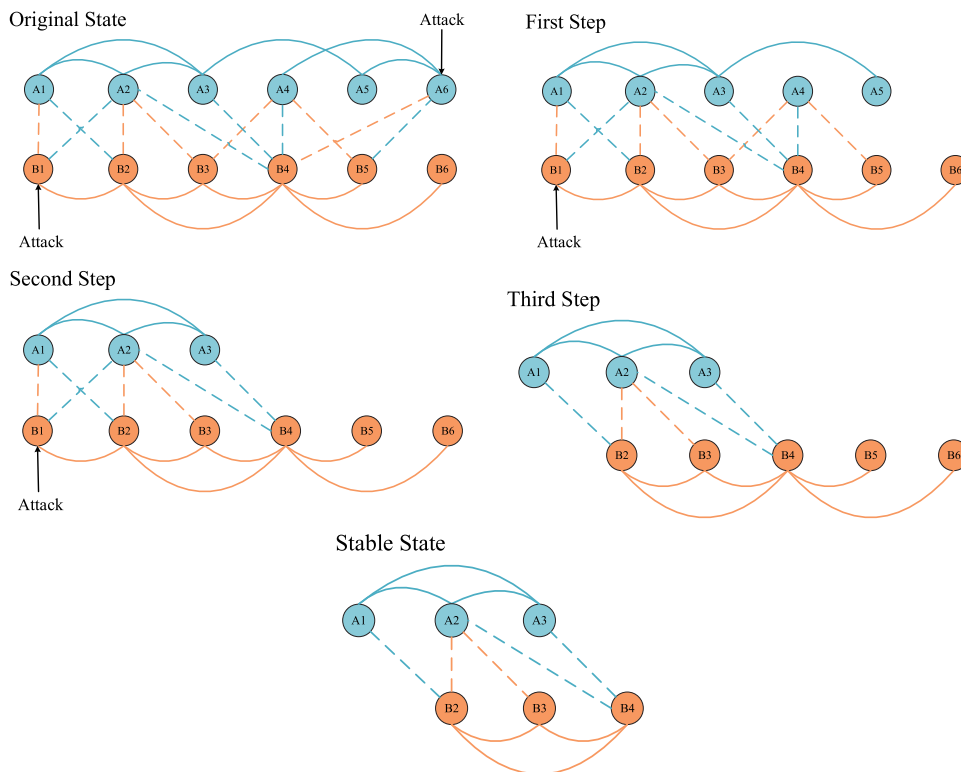 Original State
Attack
A1 A2 A3 A4 A5 A6
B1 B2 B3 B4 B5 B6
Attack
First Step
A1 A2 A3 A4 A5
B1 B2 B3 B4 B5 B6
Attack
Second Step
A1 A2 A3
B1 B2 B3 B4 B5 B6
Attack
Third Step
A1 A2 A3
B2 B3 B4 B5 B6
Stable State
A1 A2 A3
B2 B3 B4